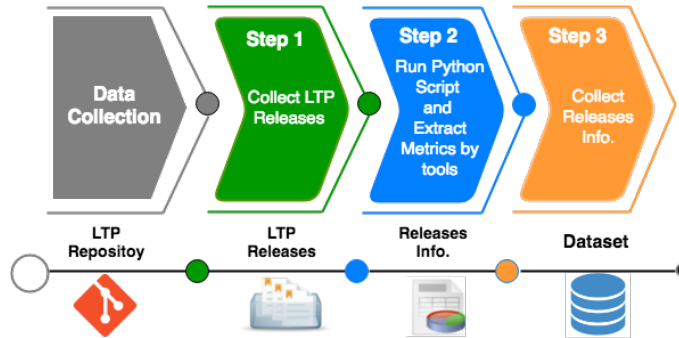 Data
Collection
Step 1
Collect LTP
Releases
Step 2
Run Python
Script
and
Extract
Metrics by
tools
Step 3
Collect
Releases
Info.
LTP
Repositoy
LTP
Releases
Releases
Info.
Dataset